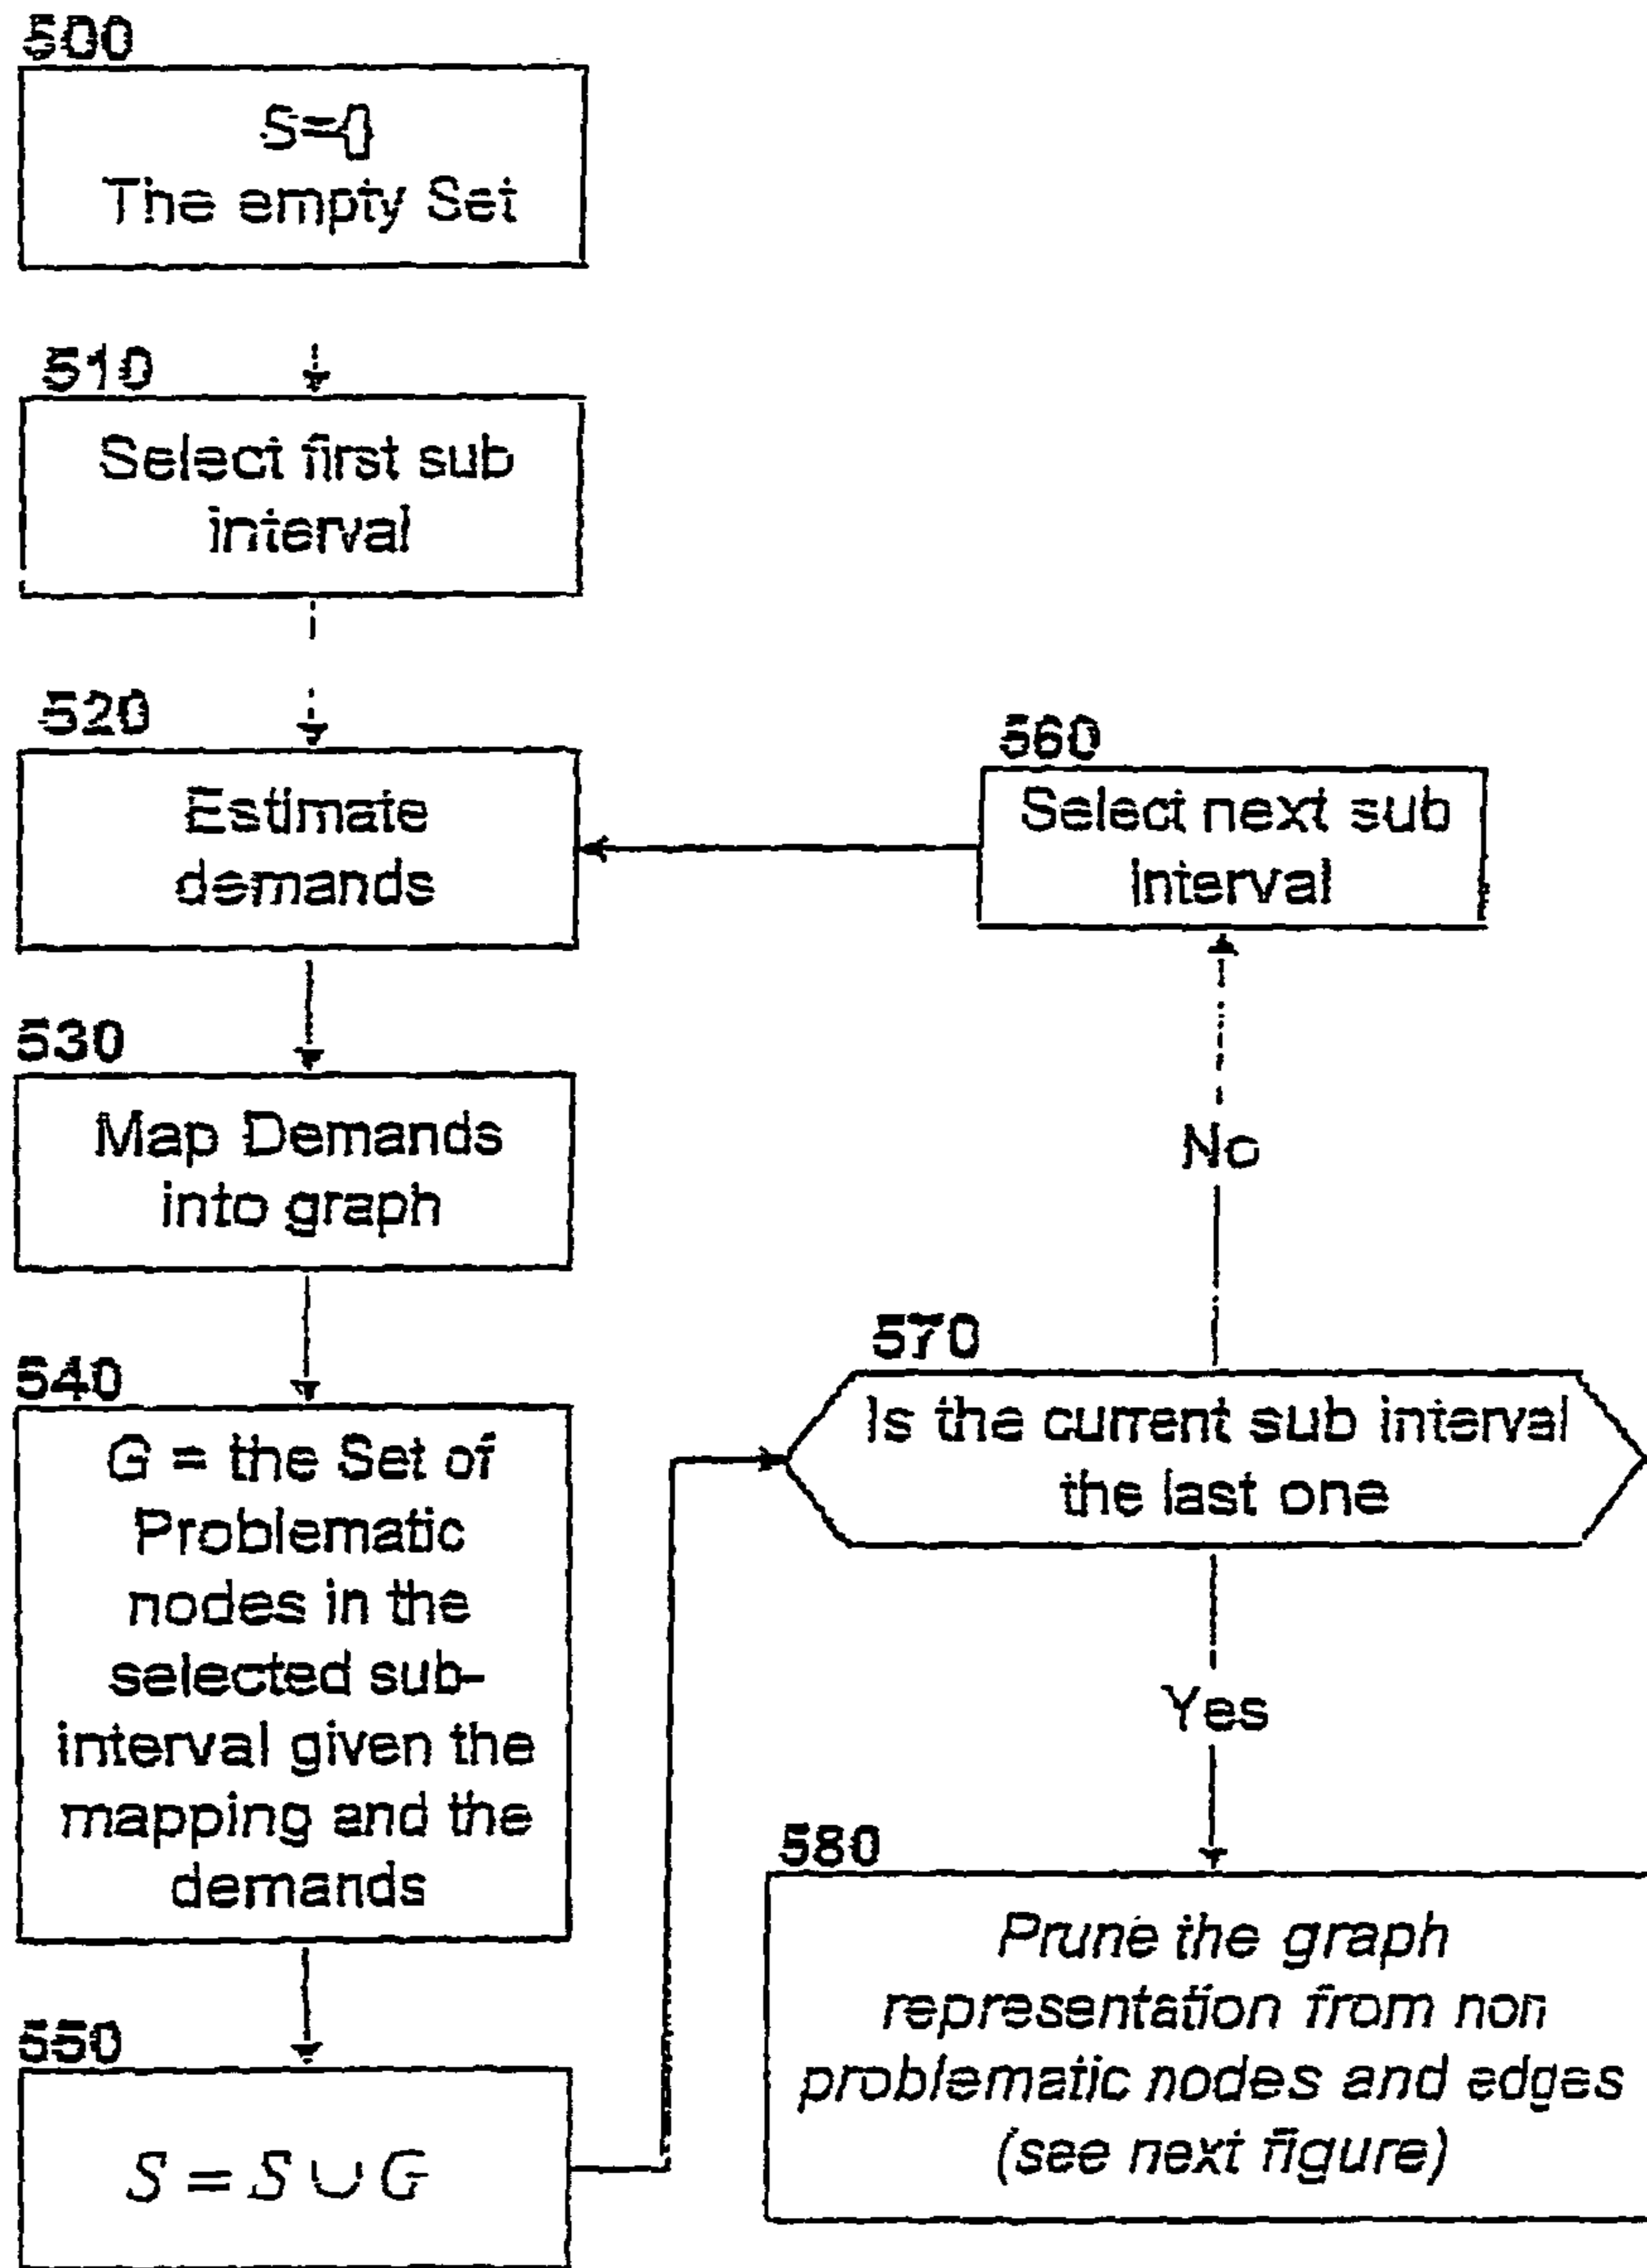 500
S={}
The empty Set
510
Select first sub
interval
520
Estimate
demands
560
Select next sub
interval
530
Map Demands
into graph
No
540
G = the Set of
Problematic
nodes in the
selected sub-
interval given the
mapping and the
demands
570
Is the current sub interval
the last one
Yes
550
S = S ∪ G
580
Prune the graph
representation from non
problematic nodes and edges
(see next figure)